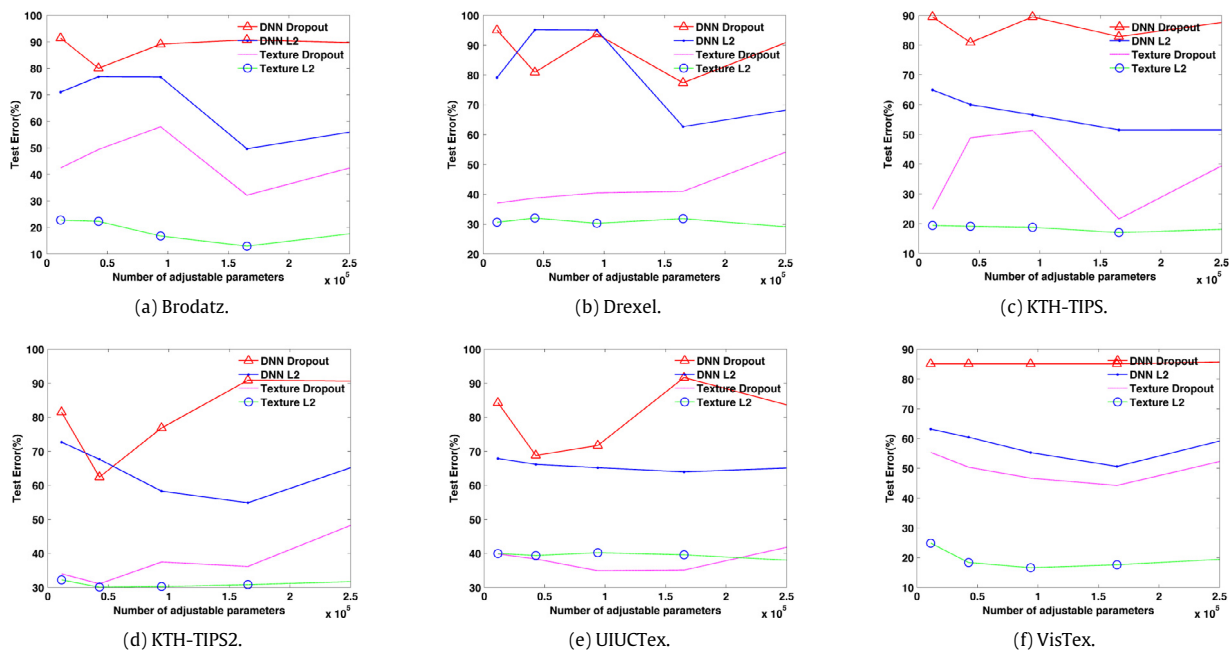 100
90
80
70
60
50
40
30
20
10
Test Error(%)
0 0.5 1 1.5 2 2.5
Number of adjustable parameters
x 10^5
DNN Dropout
DNN L2
Texture Dropout
Texture L2
(a) Brodatz.
100
90
80
70
60
50
40
30
20
Test Error(%)
0 0.5 1 1.5 2 2.5
Number of adjustable parameters
x 10^5
DNN Dropout
DNN L2
Texture Dropout
Texture L2
(b) Drexel.
90
80
70
60
50
40
30
20
10
Test Error(%)
0 0.5 1 1.5 2 2.5
Number of adjustable parameters
x 10^5
DNN Dropout
DNN L2
Texture Dropout
Texture L2
(c) KTH-TIPS.
100
90
80
70
60
50
40
30
Test Error(%)
0 0.5 1 1.5 2 2.5
Number of adjustable parameters
x 10^5
DNN Dropout
DNN L2
Texture Dropout
Texture L2
(d) KTH-TIPS2.
100
90
80
70
60
50
40
30
Test Error(%)
0 0.5 1 1.5 2 2.5
Number of adjustable parameters
x 10^5
DNN Dropout
DNN L2
Texture Dropout
Texture L2
(e) UIUCTex.
90
80
70
60
50
40
30
20
10
Test Error(%)
0 0.5 1 1.5 2 2.5
Number of adjustable parameters
x 10^5
DNN Dropout
DNN L2
Texture Dropout
Texture L2
(f) VisTex.